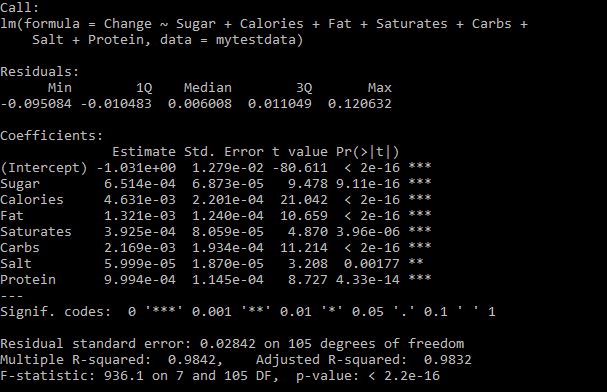 Call:
lm(formula = Change ~ Sugar + Calories + Fat + Saturates + Carbs +
    Salt + Protein, data = mytestdata)
Residuals:
      Min        1Q    Median        3Q       Max
-0.095084 -0.010483  0.006008  0.011049  0.120632
Coefficients:
              Estimate Std. Error t value Pr(>|t|)
(Intercept) -1.031e+00  1.279e-02 -80.611  < 2e-16 ***
Sugar        6.514e-04  6.873e-05   9.478 9.11e-16 ***
Calories     4.631e-03  2.201e-04  21.042  < 2e-16 ***
Fat          1.321e-03  1.240e-04  10.659  < 2e-16 ***
Saturates    3.925e-04  8.059e-05   4.870 3.96e-06 ***
Carbs        2.169e-03  1.934e-04  11.214  < 2e-16 ***
Salt         5.999e-05  1.870e-05   3.208  0.00177 **
Protein      9.994e-04  1.145e-04   8.727 4.33e-14 ***
---
Signif. codes:  0 '***' 0.001 '**' 0.01 '*' 0.05 '.' 0.1 ' ' 1
Residual standard error: 0.02842 on 105 degrees of freedom
Multiple R-squared:  0.9842,    Adjusted R-squared:  0.9832
F-statistic: 936.1 on 7 and 105 DF,  p-value: < 2.2e-16